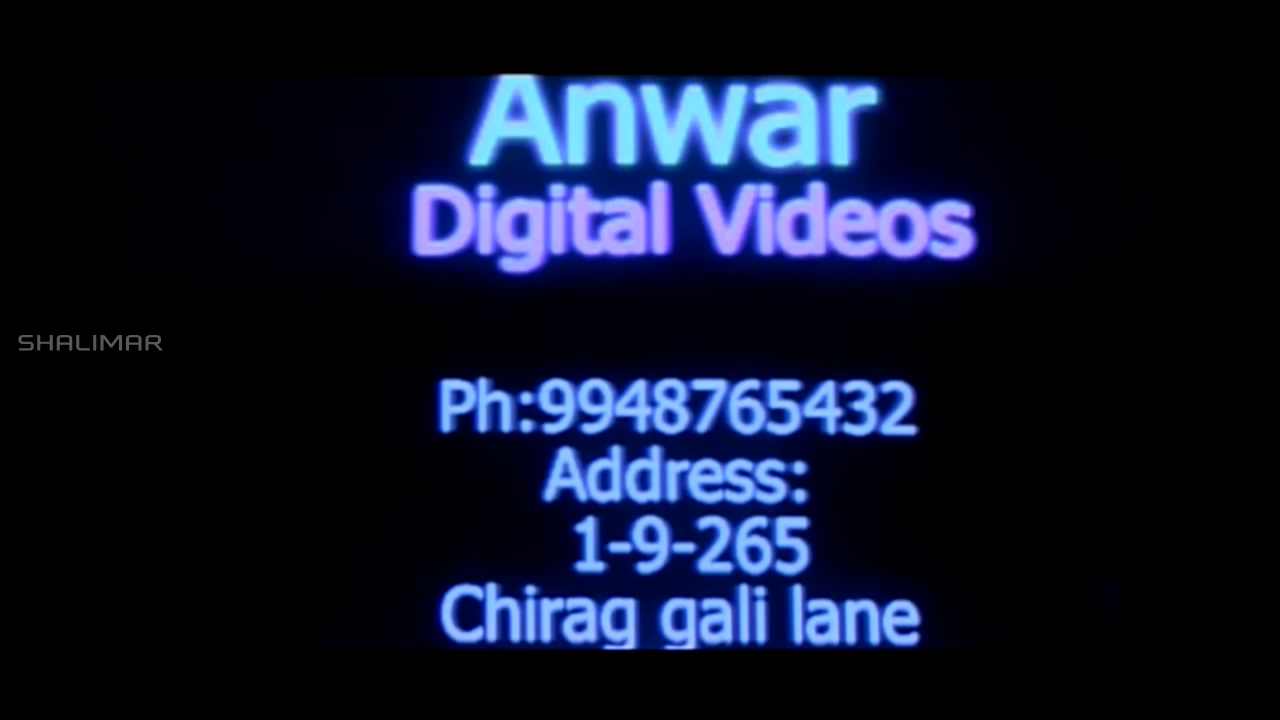 Anwar
Digital Videos
SHALIMAR
Ph:9948765432
Address:
1-9-265
Chirag gali lane